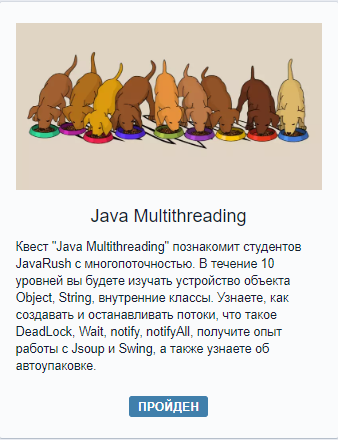 Java Multithreading
Квест "Java Multithreading" познакомит студентов
JavaRush с многопоточностью. В течение 10
уровней вы будете изучать устройство объекта
Object, String, внутренние классы. Узнаете, как
создавать и останавливать потоки, что такое
DeadLock, Wait, notify, notifyAll, получите опыт
работы с Jsoup и Swing, а также узнаете об
автоупаковке.
ПРОЙДЕН